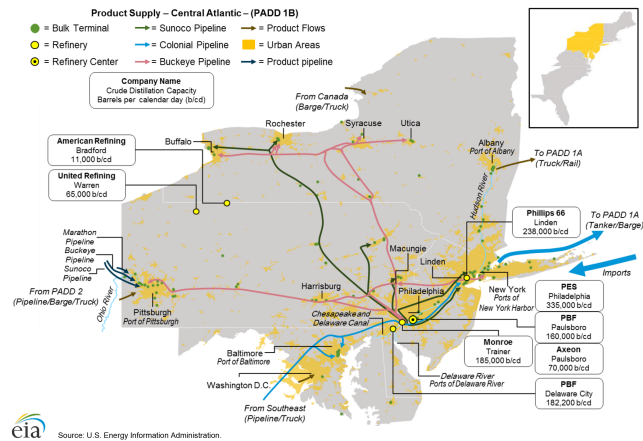 Product Supply – Central Atlantic – (PADD 1B)
= Bulk Terminal
= Sunoco Pipeline
= Product Flows
= Refinery
= Colonial Pipeline
= Urban Areas
= Refinery Center
= Buckeye Pipeline
= Product pipeline
Company Name
Crude Distillation Capacity
Barrels per calendar day (b/cd)
From Canada
(Barge/Truck)
Rochester
Syracuse
Utica
American Refining
Bradford
11,000 b/cd
Buffalo
Albany
Port of Albany
To PADD 1A
(Truck/Rail)
United Refining
Warren
65,000 b/cd
Hudson River
Phillips 66
Linden
238,000 b/cd
To PADD 1A
(Tanker/Barge)
Marathon
Pipeline
Buckeye
Pipeline
Sunoco
Pipeline
Macungie
Linden
Imports
From PADD 2
(Pipeline/Barge/Truck)
Ohio River
Harrisburg
Philadelphia
New York
Ports of
New York Harbor
PES
Philadelphia
335,000 b/cd
Pittsburgh
Port of Pittsburgh
Chesapeake and
Delaware Canal
PBF
Paulsboro
160,000 b/cd
Baltimore
Port of Baltimore
Monroe
Trainer
185,000 b/cd
Axeon
Paulsboro
70,000 b/cd
Washington D.C.
Delaware River
Ports of Delaware River
PBF
Delaware City
182,200 b/cd
From Southeast
(Pipeline/Truck)
eia
Source: U.S. Energy Information Administration.